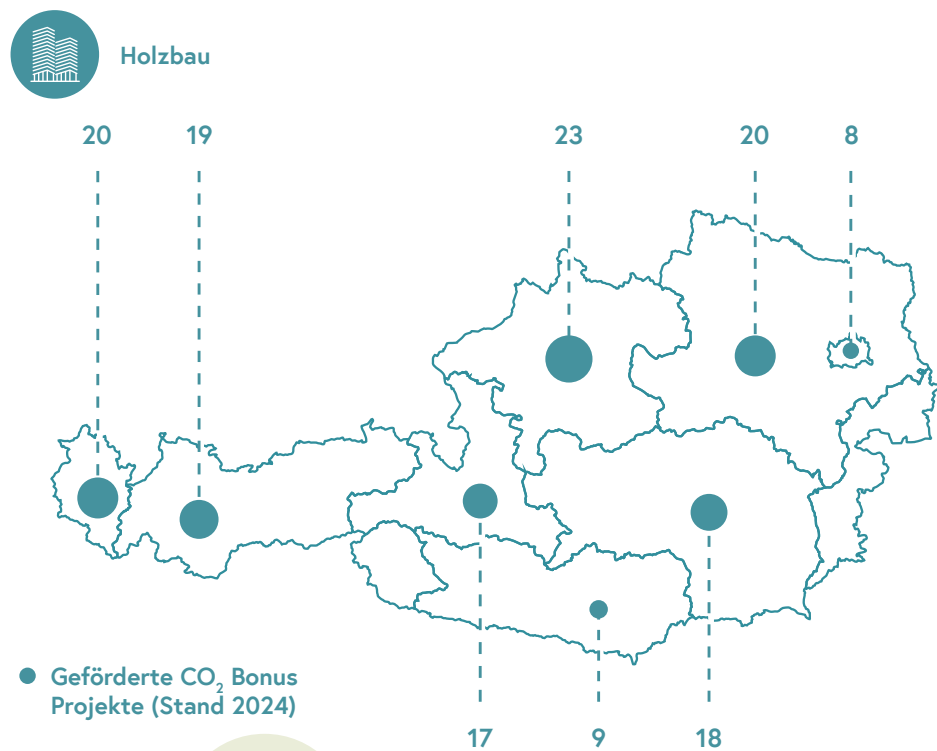 Holzbau
20 19 23 20 8
Geförderte CO₂ Bonus
Projekte (Stand 2024)
17 9 18